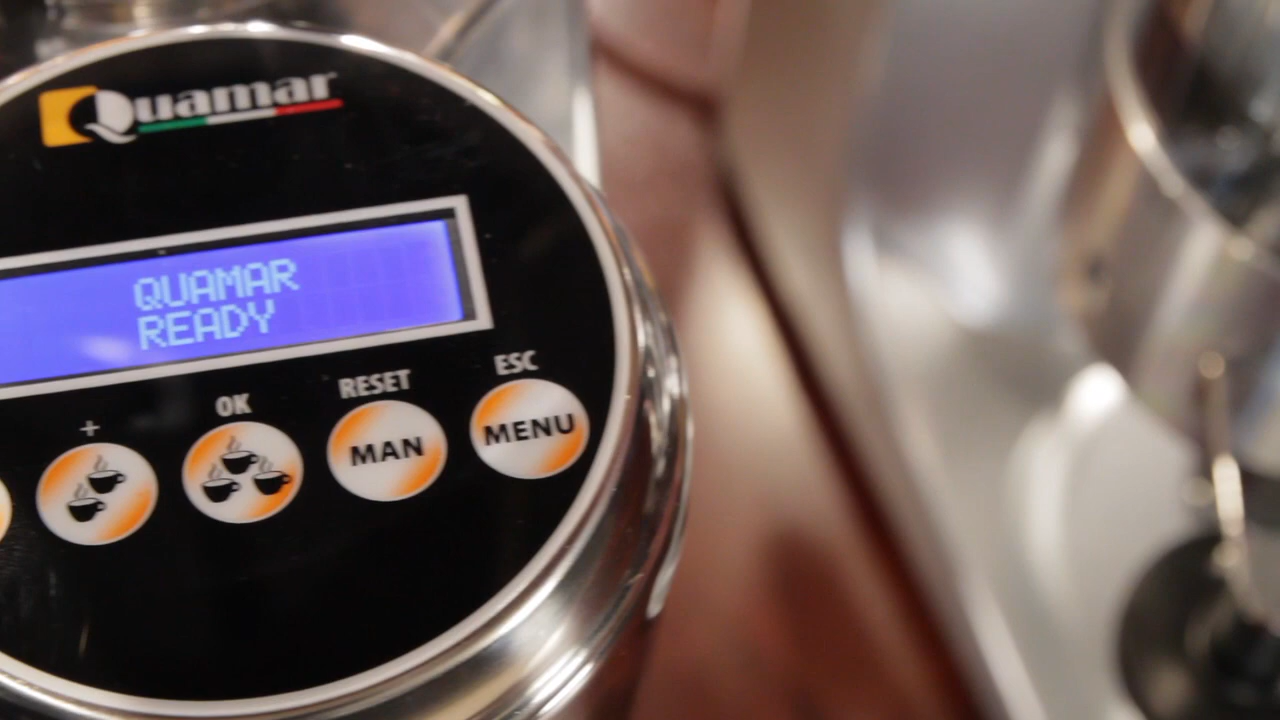 Quamar
QUAMAR
READY
+
OK
RESET
ESC
MAN
MENU